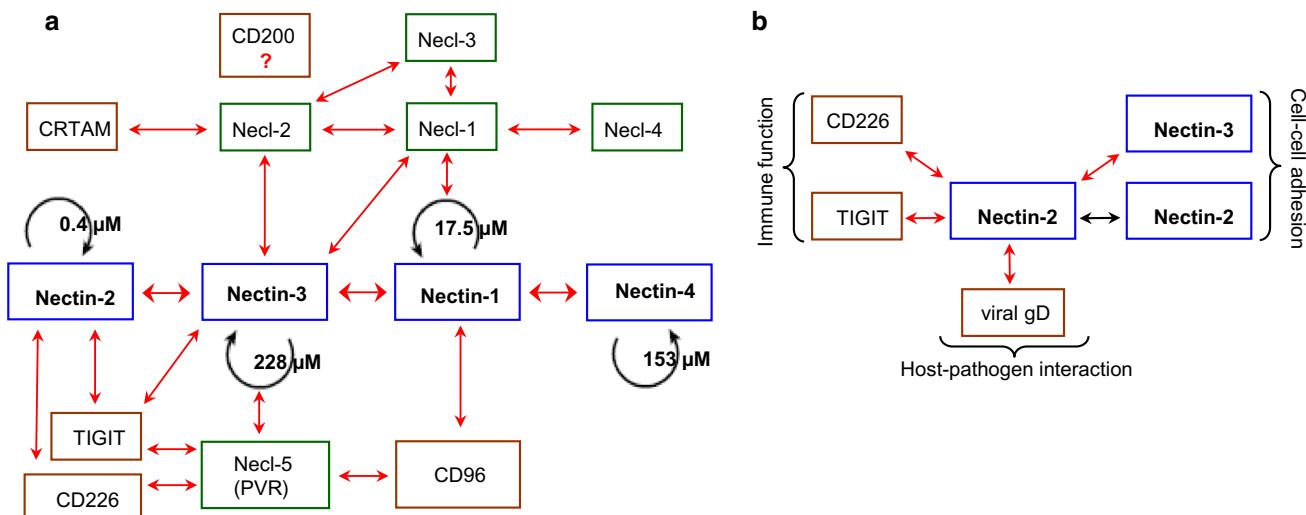 a
CD200
?
Necl-3
CRTAM
Necl-2
Necl-1
Necl-4
0.4 µM
17.5 µM
Nectin-2
Nectin-3
Nectin-1
Nectin-4
228 µM
153 µM
TIGIT
Necl-5
(PVR)
CD96
CD226
b
Immune function
CD226
TIGIT
Nectin-2
Nectin-3
Nectin-2
Cell-cell adhesion
viral gD
Host-pathogen interaction